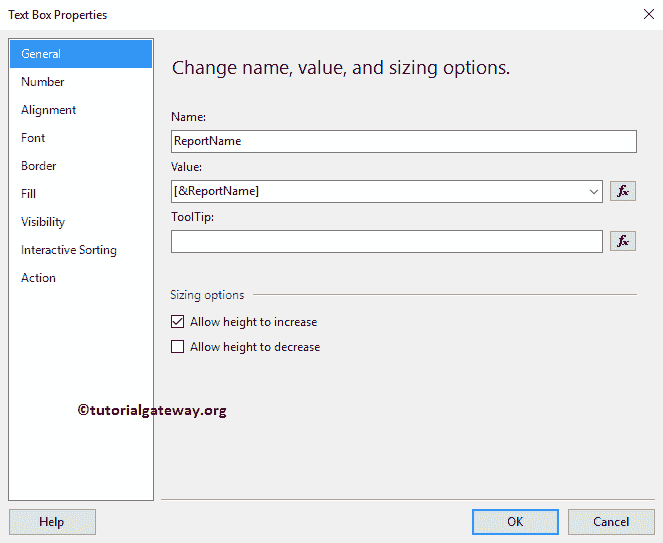 Text Box Properties
General
Number
Alignment
Font
Border
Fill
Visibility
Interactive Sorting
Action
Change name, value, and sizing options.
Name:
ReportName
Value:
[&ReportName]
fx
ToolTip:
fx
Sizing options
Allow height to increase
Allow height to decrease
©tutorialgateway.org
Help
OK
Cancel